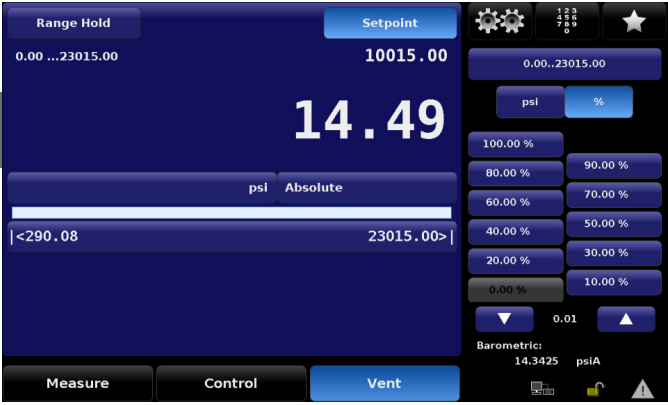 Range Hold
Setpoint
0.00 ...23015.00
10015.00
14.49
psi Absolute
|<290.08
23015.00>|
Measure
Control
Vent
1 2 3
4 5 6
7 8 9
0
0.00..23015.00
psi
%
100.00 %
90.00 %
80.00 %
70.00 %
60.00 %
50.00 %
40.00 %
30.00 %
20.00 %
10.00 %
0.00 %
0.01
Barometric:
14.3425 psiA